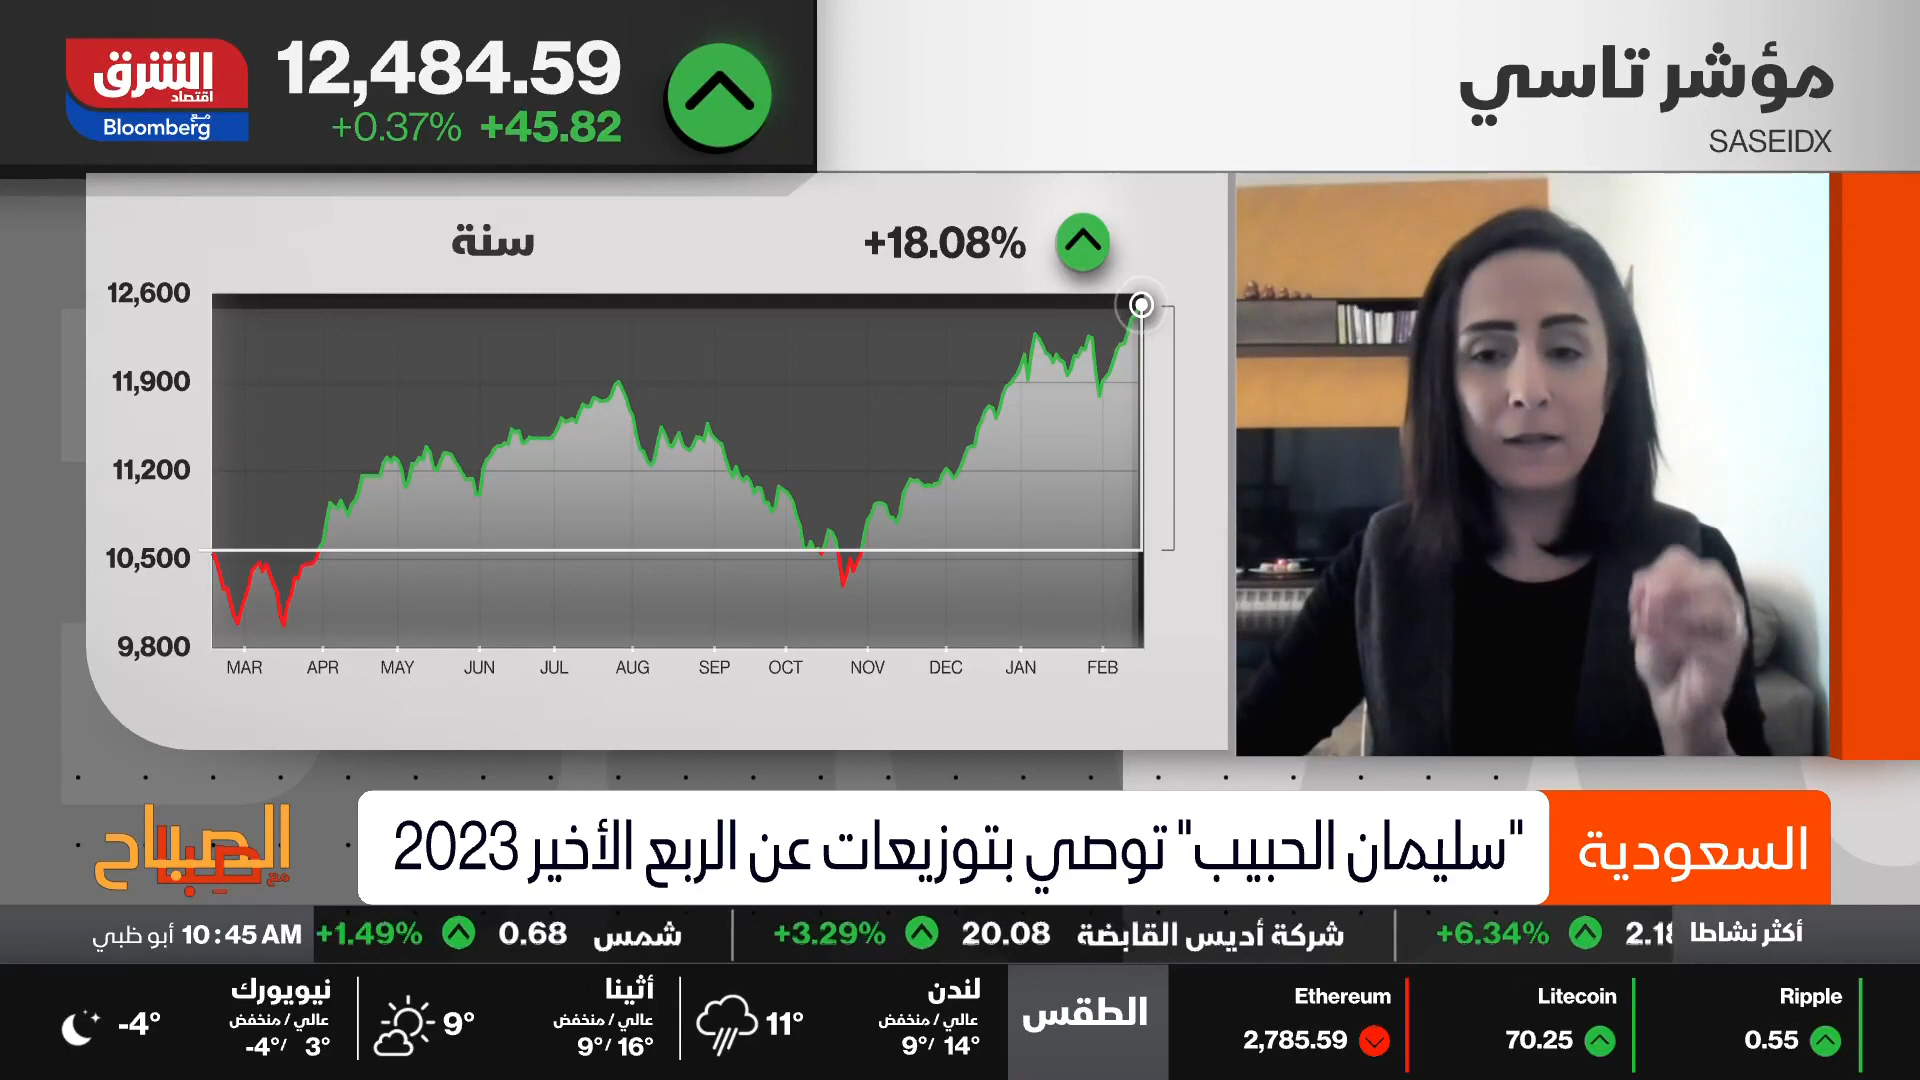 الشرق
اقتصاد
مع
Bloomberg
12,484.59
+0.37% +45.82
مؤشر تاسي
SASEIDX
سنة
+18.08%
12,600
11,900
11,200
10,500
9,800
MAR APR MAY JUN JUL AUG SEP OCT NOV DEC JAN FEB
السعودية
"سليمان الحبيب" توصي بتوزيعات عن الربع الأخير 2023
الصباح
مع
صبا
أكثر نشاطا
2.18 +6.34%
شركة أديس القابضة 20.08 +3.29%
شمس 0.68 +1.49%
10:45 AM أبو ظبي
Ripple
0.55
Litecoin
70.25
Ethereum
2,785.59
الطقس
لندن
عالي/ منخفض
14° /9°
11°
أثينا
عالي/ منخفض
16° /9°
9°
نيويورك
عالي/ منخفض
3° /-4°
-4°